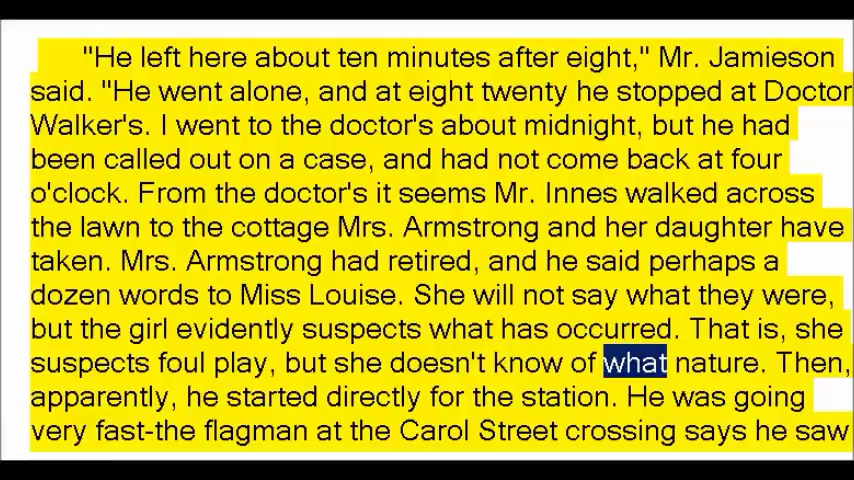 "He left here about ten minutes after eight," Mr. Jamieson
said. "He went alone, and at eight twenty he stopped at Doctor
Walker's. I went to the doctor's about midnight, but he had
been called out on a case, and had not come back at four
o'clock. From the doctor's it seems Mr. Innes walked across
the lawn to the cottage Mrs. Armstrong and her daughter have
taken. Mrs. Armstrong had retired, and he said perhaps a
dozen words to Miss Louise. She will not say what they were,
but the girl evidently suspects what has occurred. That is, she
suspects foul play, but she doesn't know of what nature. Then,
apparently, he started directly for the station. He was going
very fast-the flagman at the Carol Street crossing says he saw